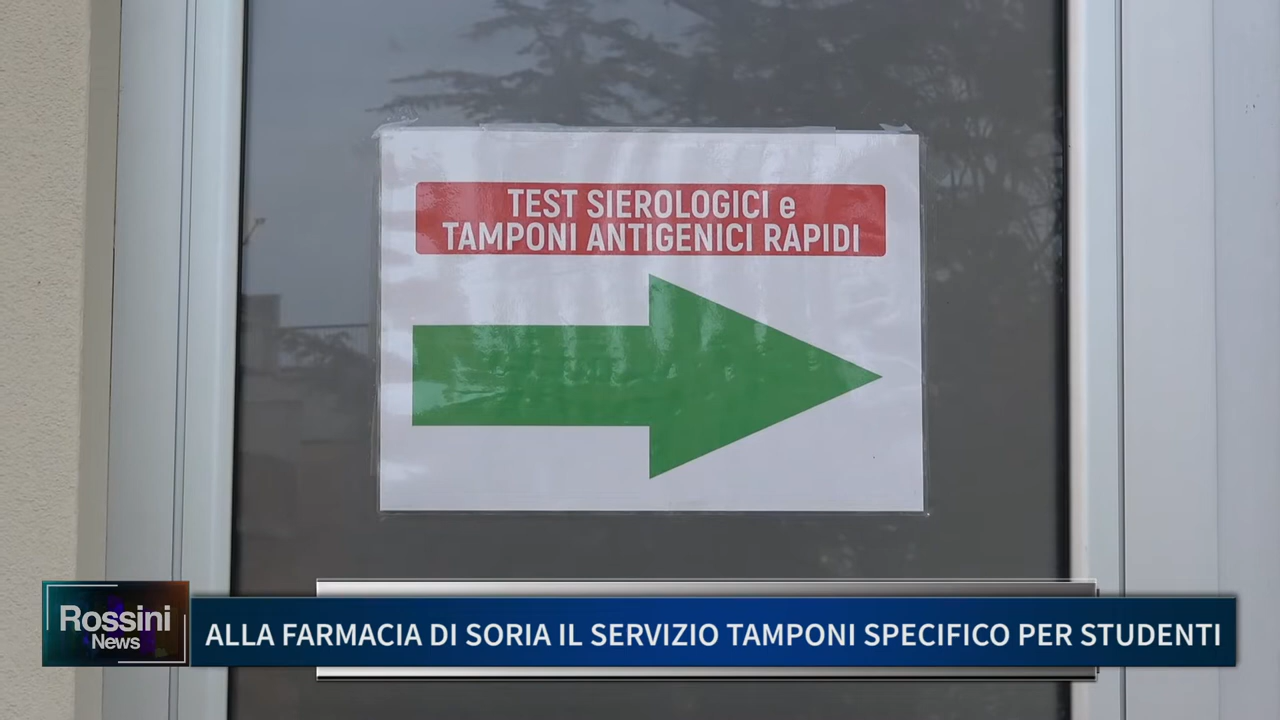 TEST SIEROLOGICI e
TAMPONI ANTIGENICI RAPIDI
Rossini
News
ALLA FARMACIA DI SORIA IL SERVIZIO TAMPONI SPECIFICO PER STUDENTI